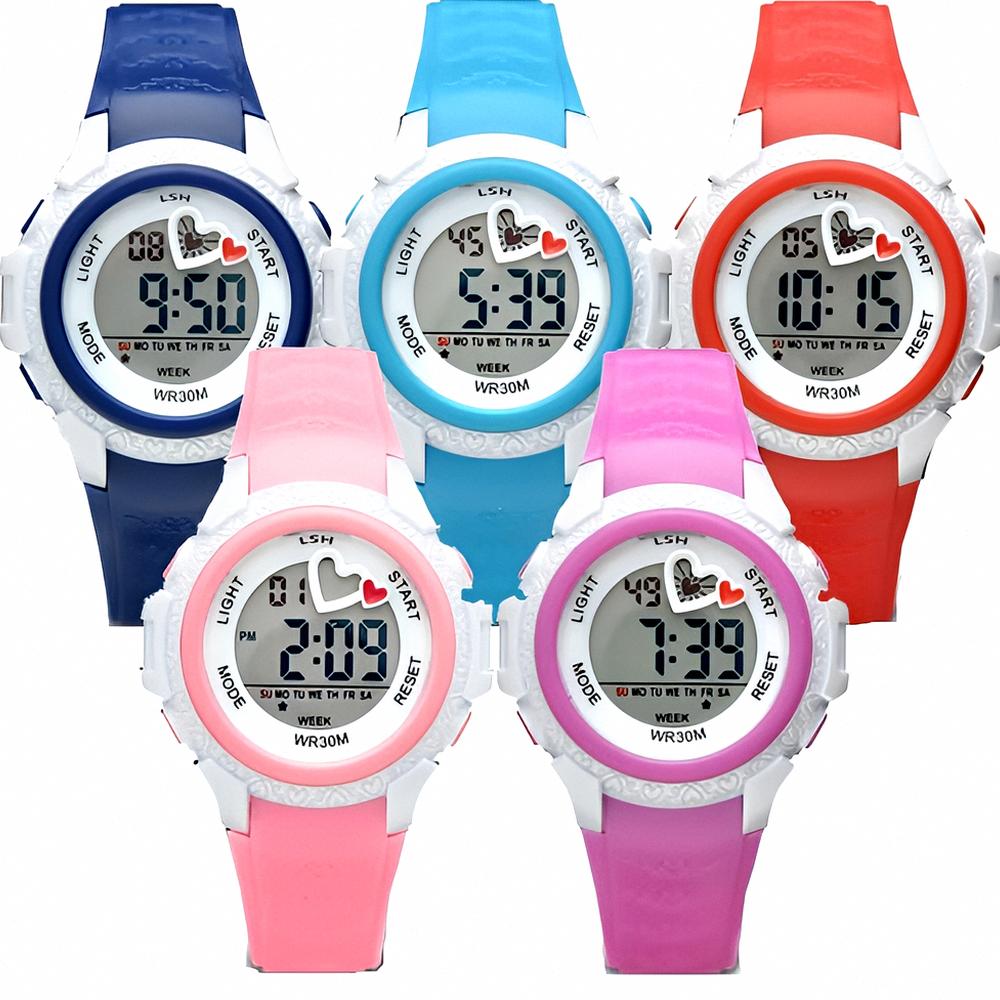 LSH
LIGHT
START
08
9:50
SU MO TU WE TH FR SA
MODE
RESET
WEEK
WR30M
LSH
LIGHT
START
45
5:39
SU MO TU WE TH FR SA
MODE
RESET
WEEK
WR30M
LSH
LIGHT
START
05
10:15
SU MO TU WE TH FR SA
MODE
RESET
WEEK
WR30M
LSH
LIGHT
START
01
PM
2:09
SU MO TU WE TH FR SA
MODE
RESET
WEEK
WR30M
LSH
LIGHT
START
49
7:39
SU MO TU WE TH FR SA
MODE
RESET
WEEK
WR30M